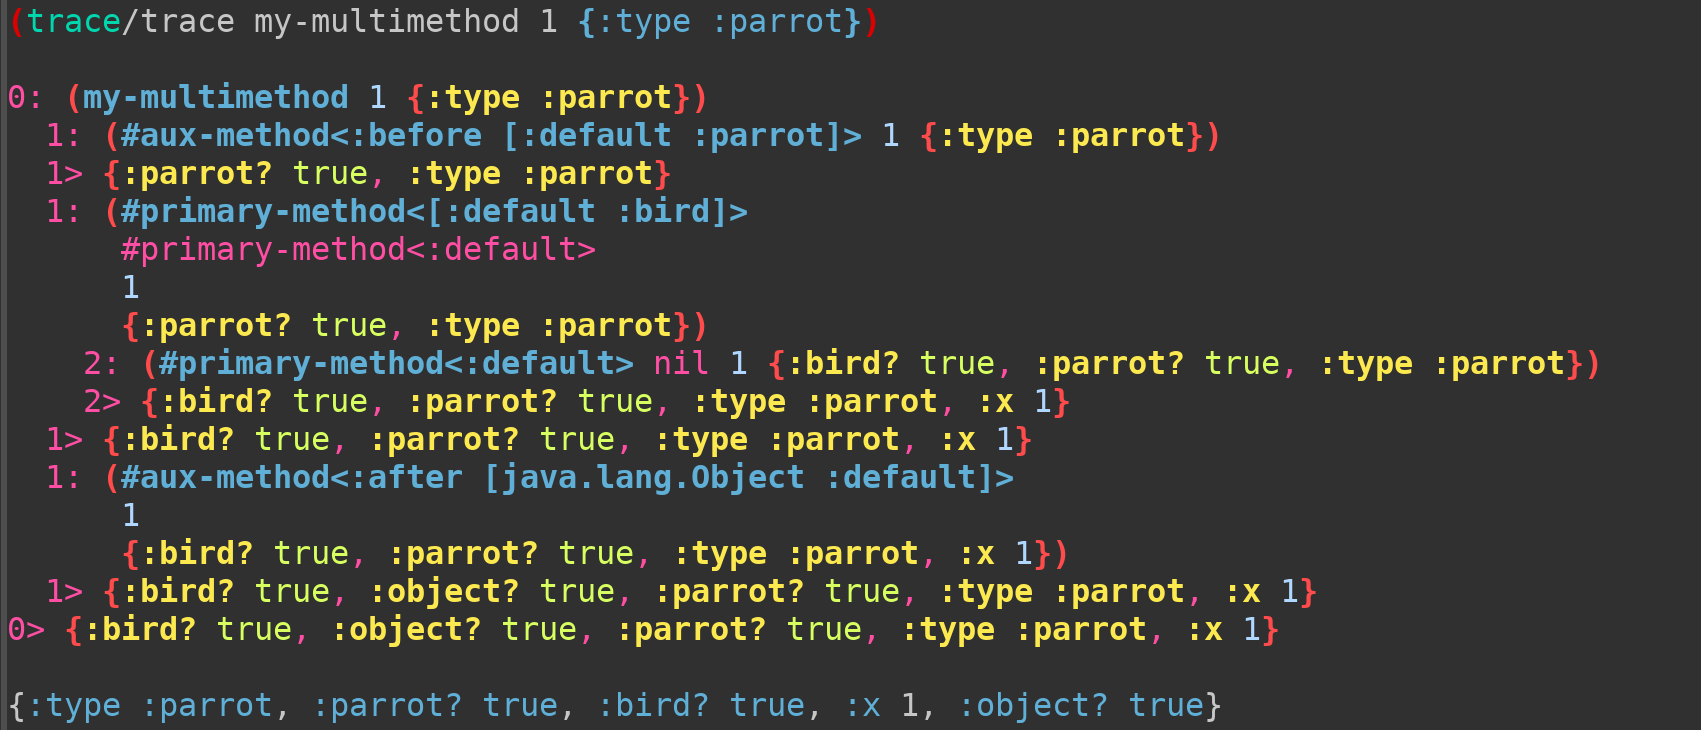 (trace/trace my-multimethod 1 {:type :parrot})
0: (my-multimethod 1 {:type :parrot})
1: (#aux-method<:before [:default :parrot]> 1 {:type :parrot})
1> {:parrot? true, :type :parrot}
1: (#primary-method<[:default :bird]>
#primary-method<:default>
1
{:parrot? true, :type :parrot})
2: (#primary-method<:default> nil 1 {:bird? true, :parrot? true, :type :parrot})
2> {:bird? true, :parrot? true, :type :parrot, :x 1}
1> {:bird? true, :parrot? true, :type :parrot, :x 1}
1: (#aux-method<:after [java.lang.Object :default]>
1
{:bird? true, :parrot? true, :type :parrot, :x 1})
1> {:bird? true, :object? true, :parrot? true, :type :parrot, :x 1}
0> {:bird? true, :object? true, :parrot? true, :type :parrot, :x 1}
{:type :parrot, :parrot? true, :bird? true, :x 1, :object? true}